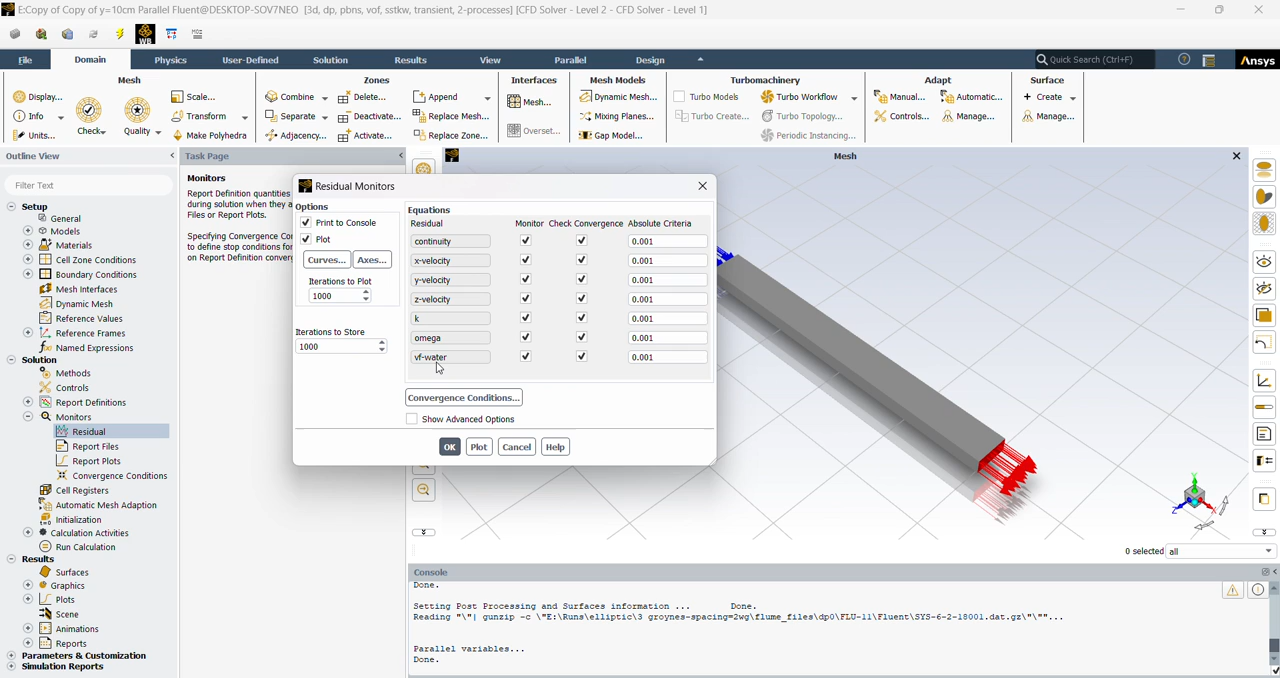 E:Copy of Copy of y=10cm Parallel Fluent@DESKTOP-SOV7NEO [3d, dp, pbns, vof, sstkw, transient, 2-processes] [CFD Solver - Level 2 - CFD Solver - Level 1]
WB
File Domain Physics User-Defined Solution Results View Parallel Design
Quick Search (Ctrl+F)
Ansys
Mesh Zones Interfaces Mesh Models Turbomachinery Adapt Surface
Display... Scale... Combine Delete... Append Mesh... Dynamic Mesh... Turbo Models Turbo Workflow Manual... Automatic... Create
Info Check Quality Transform Separate Deactivate... Replace Mesh... Mixing Planes... Turbo Create... Turbo Topology... Controls... Manage... Manage...
Units... Make Polyhedra Adjacency... Activate... Replace Zone... Overset... Gap Model... Periodic Instancing...
Outline View
Filter Text
Setup
General
Models
Materials
Cell Zone Conditions
Boundary Conditions
Mesh Interfaces
Dynamic Mesh
Reference Values
Reference Frames
Named Expressions
Solution
Methods
Controls
Report Definitions
Monitors
Residual
Report Files
Report Plots
Convergence Conditions
Cell Registers
Automatic Mesh Adaption
Initialization
Calculation Activities
Run Calculation
Results
Surfaces
Graphics
Plots
Scene
Animations
Reports
Parameters & Customization
Simulation Reports
Task Page
Monitors
Report Definition quantities
during solution when they a
Files or Report Plots.
Specifying Convergence Co
to define stop conditions fo
on Report Definition conver
Mesh
Residual Monitors
Options
Print to Console
Plot
Curves... Axes...
Iterations to Plot
1000
Iterations to Store
1000
Equations
Residual Monitor Check Convergence Absolute Criteria
continuity 0.001
x-velocity 0.001
y-velocity 0.001
z-velocity 0.001
k 0.001
omega 0.001
vf-water 0.001
Convergence Conditions...
Show Advanced Options
OK Plot Cancel Help
Y
Z X
0 selected all
Console
Done.
Setting Post Processing and Surfaces information ... Done.
Reading "\"| gunzip -c \"E:\Runs\elliptic\3 groynes-spacing=2wg\flume_files\dp0\FLU-11\Fluent\SYS-6-2-18001.dat.gz\"\""...
Parallel variables...
Done.